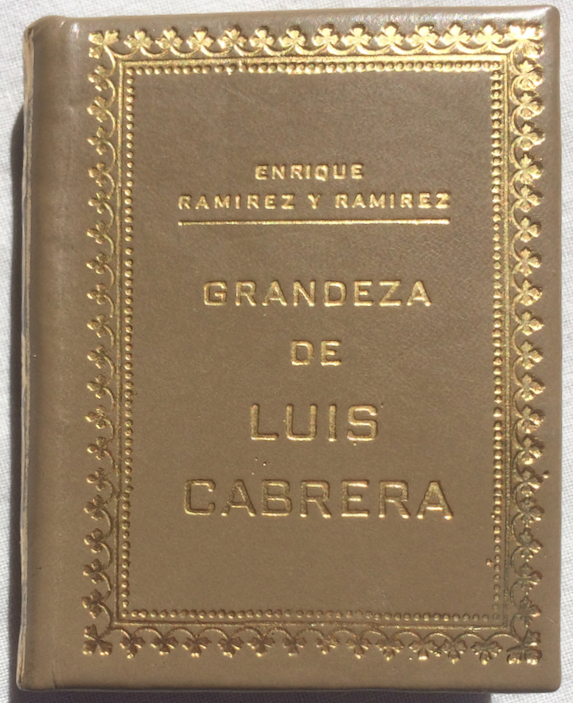 ENRIQUE
RAMIREZ Y RAMIREZ
GRANDEZA
DE
LUIS
CABRERA